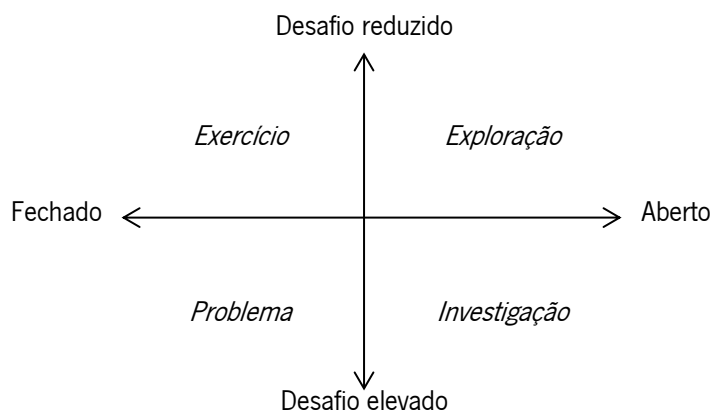 Desafio reduzido
Exercício
Exploração
Fechado
Aberto
Problema
Investigação
Desafio elevado